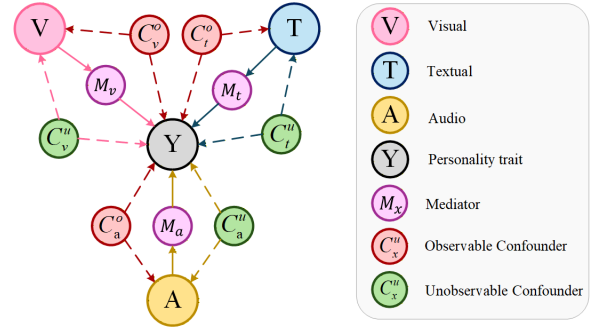 V
C_v^o
C_t^o
T
M_v
M_t
C_v^u
Y
C_t^u
C_a^o
M_a
C_a^u
A
V Visual
T Textual
A Audio
Y Personality trait
M_x Mediator
C_x^u Observable Confounder
C_x^u Unobservable Confounder